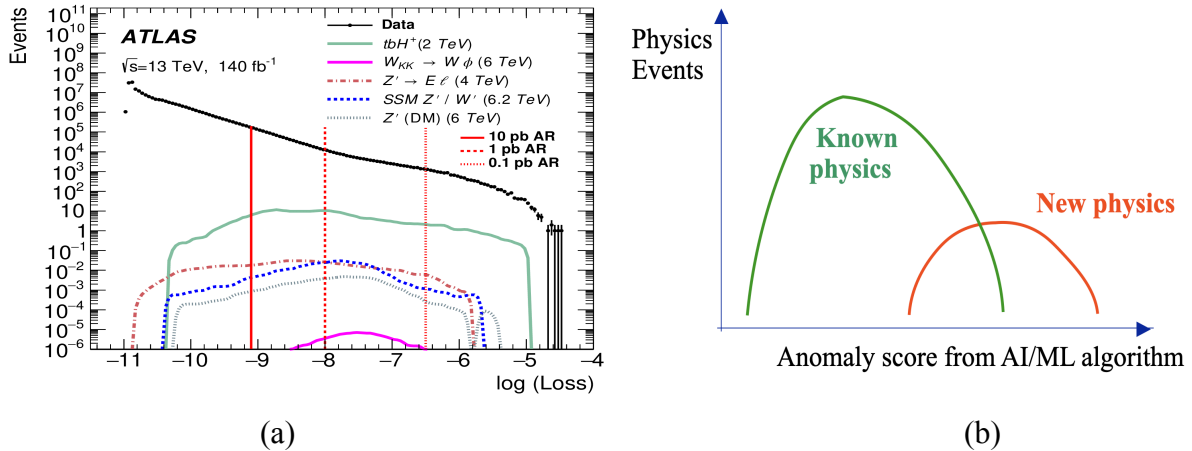 Events
10¹¹
10¹⁰
10⁹
10⁸
10⁷
10⁶
10⁵
10⁴
10³
10²
10
1
10⁻¹
10⁻²
10⁻³
10⁻⁴
10⁻⁵
10⁻⁶
ATLAS
√s=13 TeV, 140 fb⁻¹
Data
tbH⁺(2 TeV)
W_KK → W ϕ (6 TeV)
Z′ → E ℓ (4 TeV)
SSM Z′ / W′ (6.2 TeV)
Z′ (DM) (6 TeV)
10 pb AR
1 pb AR
0.1 pb AR
−11 −10 −9 −8 −7 −6 −5 −4
log (Loss)
(a)
Physics
Events
Known
physics
New physics
Anomaly score from AI/ML algorithm
(b)